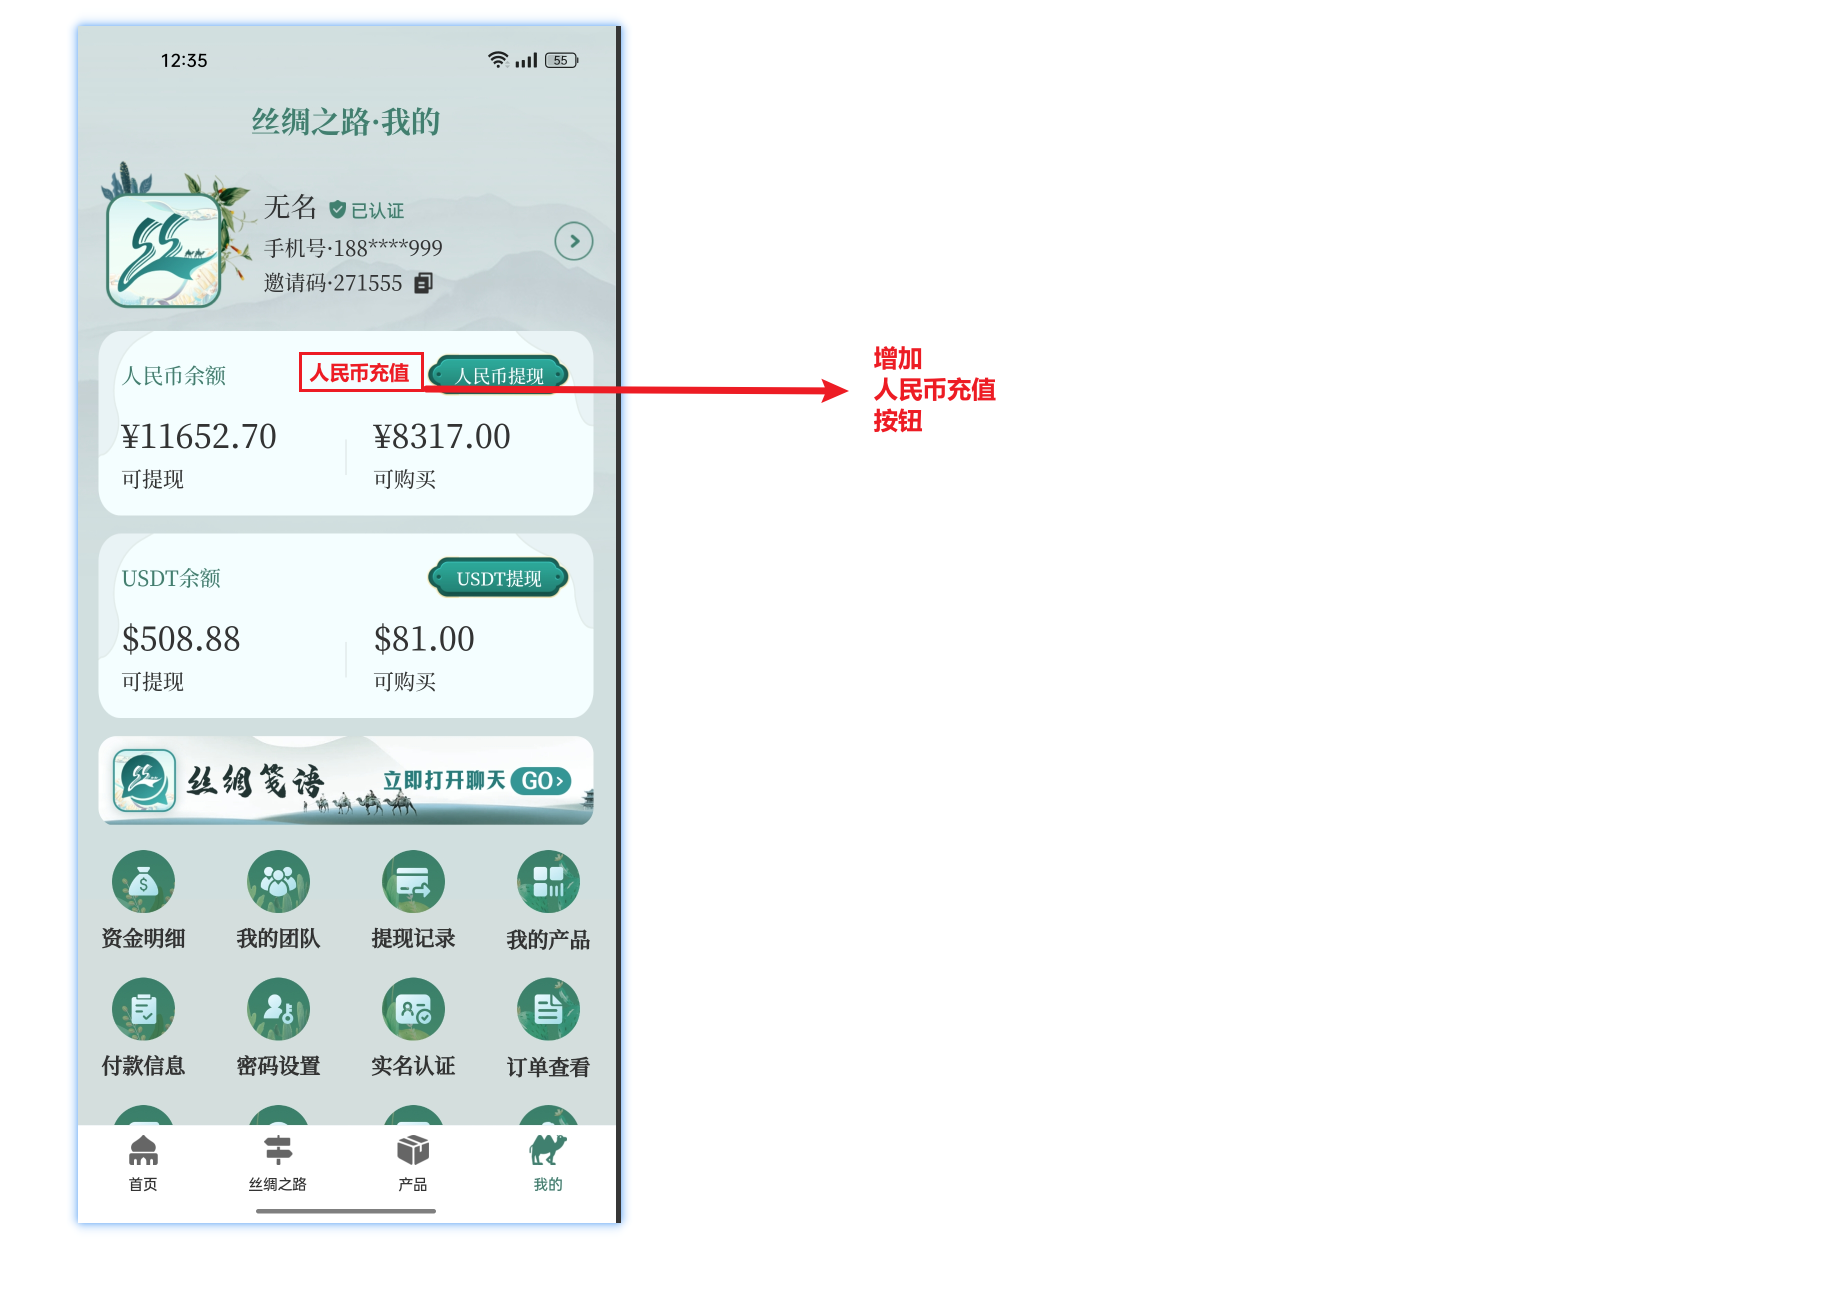 12:35
55
丝绸之路·我的
无名 已认证
手机号·188****999
邀请码·271555
人民币余额 人民币充值 人民币提现
增加
人民币充值
按钮
¥11652.70 ¥8317.00
可提现 可购买
USDT余额 USDT提现
$508.88 $81.00
可提现 可购买
丝绸笺语 立即打开聊天 GO
资金明细 我的团队 提现记录 我的产品
付款信息 密码设置 实名认证 订单查看
首页 丝绸之路 产品 我的